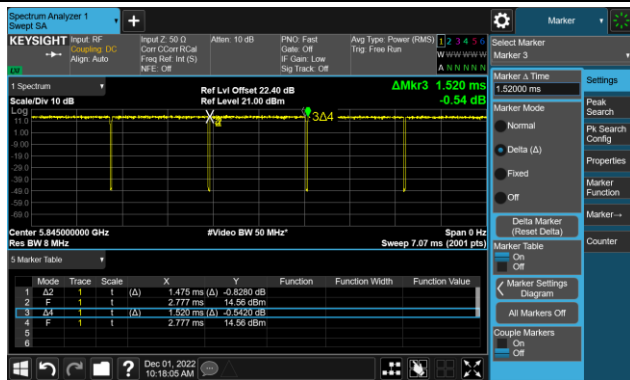 Spectrum Analyzer 1
Swept SA
Marker
KEYSIGHT Input: RF Input Z: 50 Ω Atten: 10 dB PNO: Fast Avg Type: Power (RMS) 1 2 3 4 5 6
Coupling: DC Corr CCorr RCal Gate: Off Trig: Free Run W W W W W W
Align: Auto Freq Ref: Int (S) IF Gain: Low
NFE: Off Sig Track: Off A N N N N N
Select Marker
Marker 3
1 Spectrum
Ref Lvl Offset 22.40 dB
ΔMkr3 1.520 ms
Scale/Div 10 dB
Ref Level 21.00 dBm
-0.54 dB
Log
11.0
1.00
-9.00
-19.0
-29.0
-39.0
-49.0
-59.0
-69.0
3Δ4
Center 5.845000000 GHz #Video BW 50 MHz* Span 0 Hz
Res BW 8 MHz Sweep 7.07 ms (2001 pts)
5 Marker Table
Mode Trace Scale X Y Function Function Width Function Value
1 Δ2 1 t (Δ) 1.475 ms (Δ) -0.8280 dB
2 F 1 t 2.777 ms 14.56 dBm
3 Δ4 1 t (Δ) 1.520 ms (Δ) -0.5420 dB
4 F 1 t 2.777 ms 14.56 dBm
5
6
Marker Δ Time
1.52000 ms
Marker Mode
Normal
Delta (Δ)
Fixed
Off
Delta Marker
(Reset Delta)
Marker Table
On
Off
Marker Settings
Diagram
All Markers Off
Couple Markers
On
Off
Settings
Peak
Search
Pk Search
Config
Properties
Marker
Function
Marker→
Counter
Dec 01, 2022
10:18:05 AM